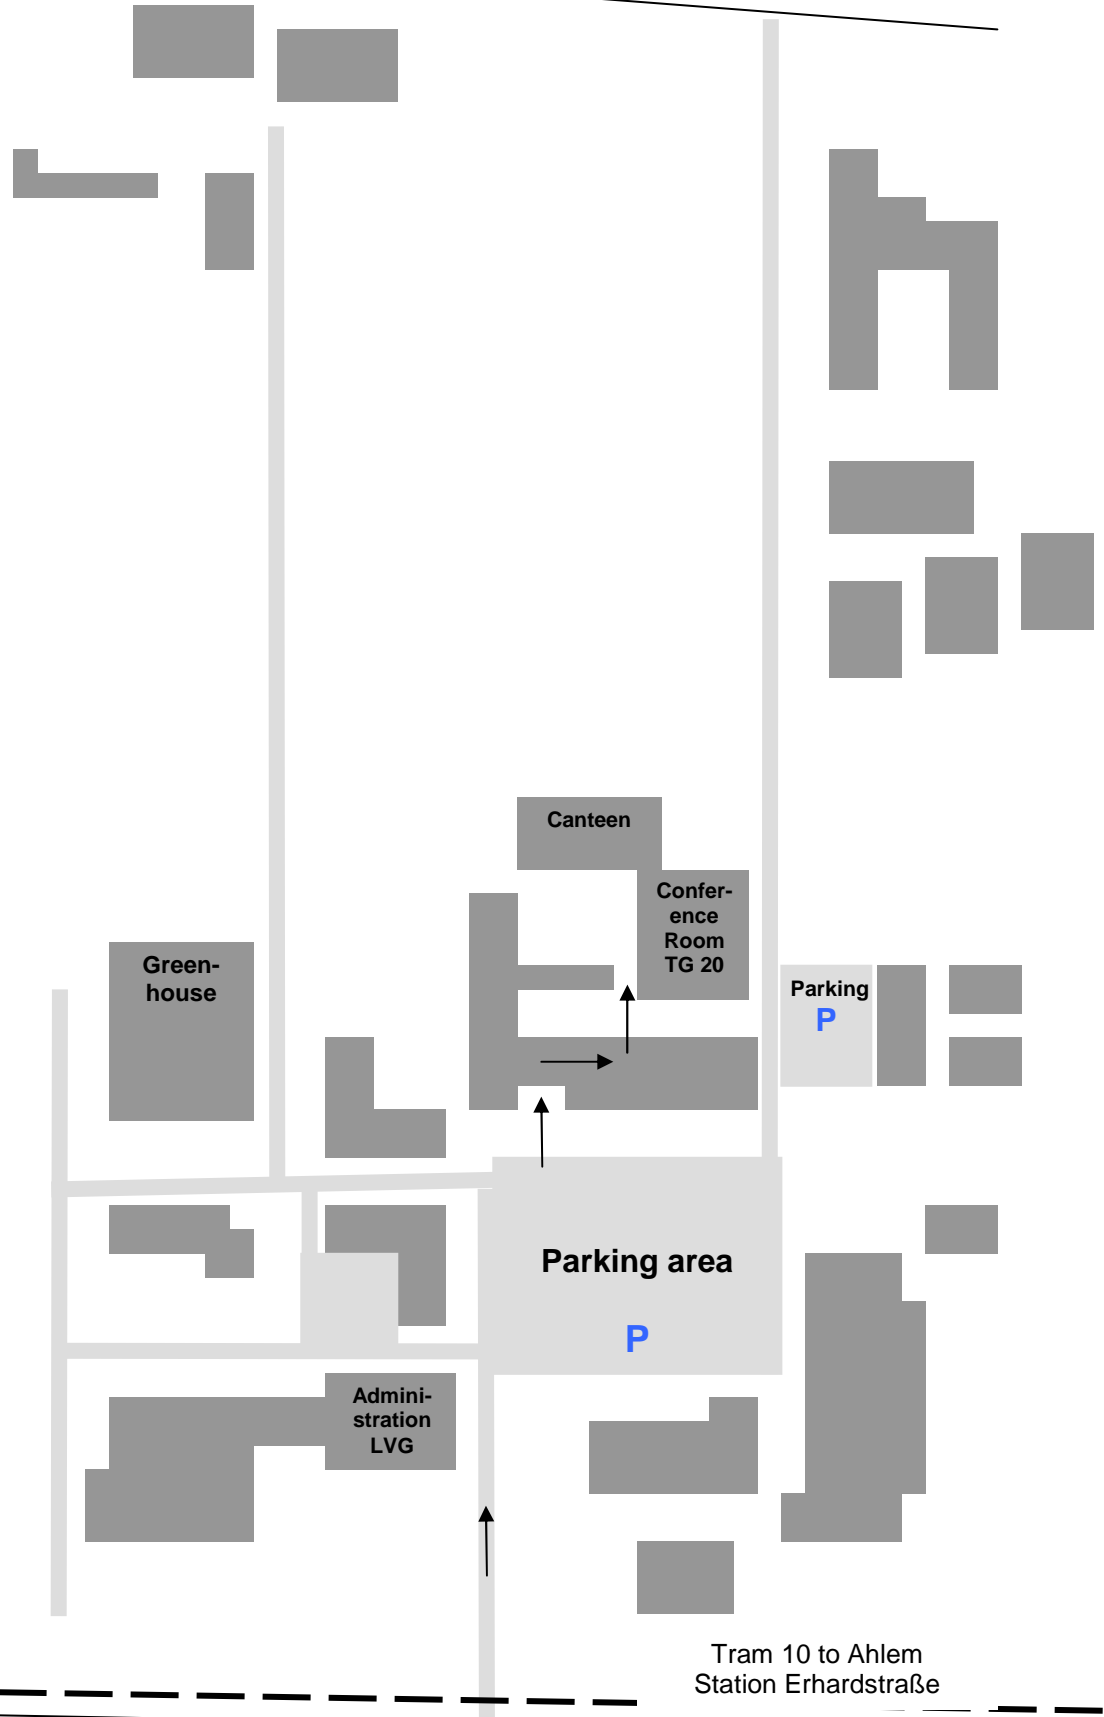 Canteen
Confer-
ence
Room
TG 20
Green-
house
Parking
P
Parking area
P
Admini-
stration
LVG
Tram 10 to Ahlem
Station Erhardstraße